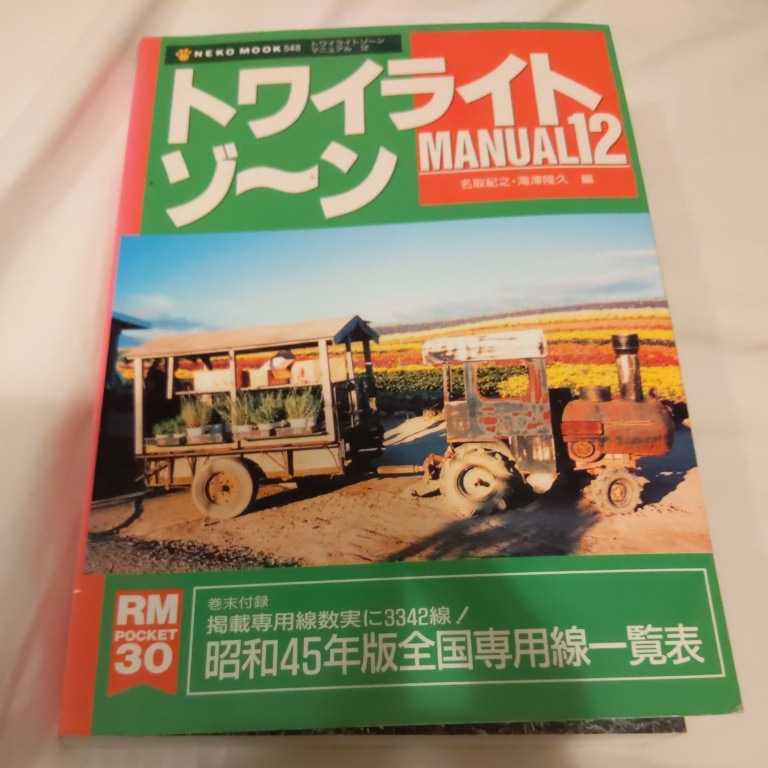 NEKO MOOK 548
トワイライトゾーン
マニュアル 12
トワイライト
ゾ〜ン
MANUAL12
名取紀之・滝澤隆久 編
RM
POCKET
30
巻末付録
掲載専用線数実に3342線!
昭和45年版全国専用線一覧表